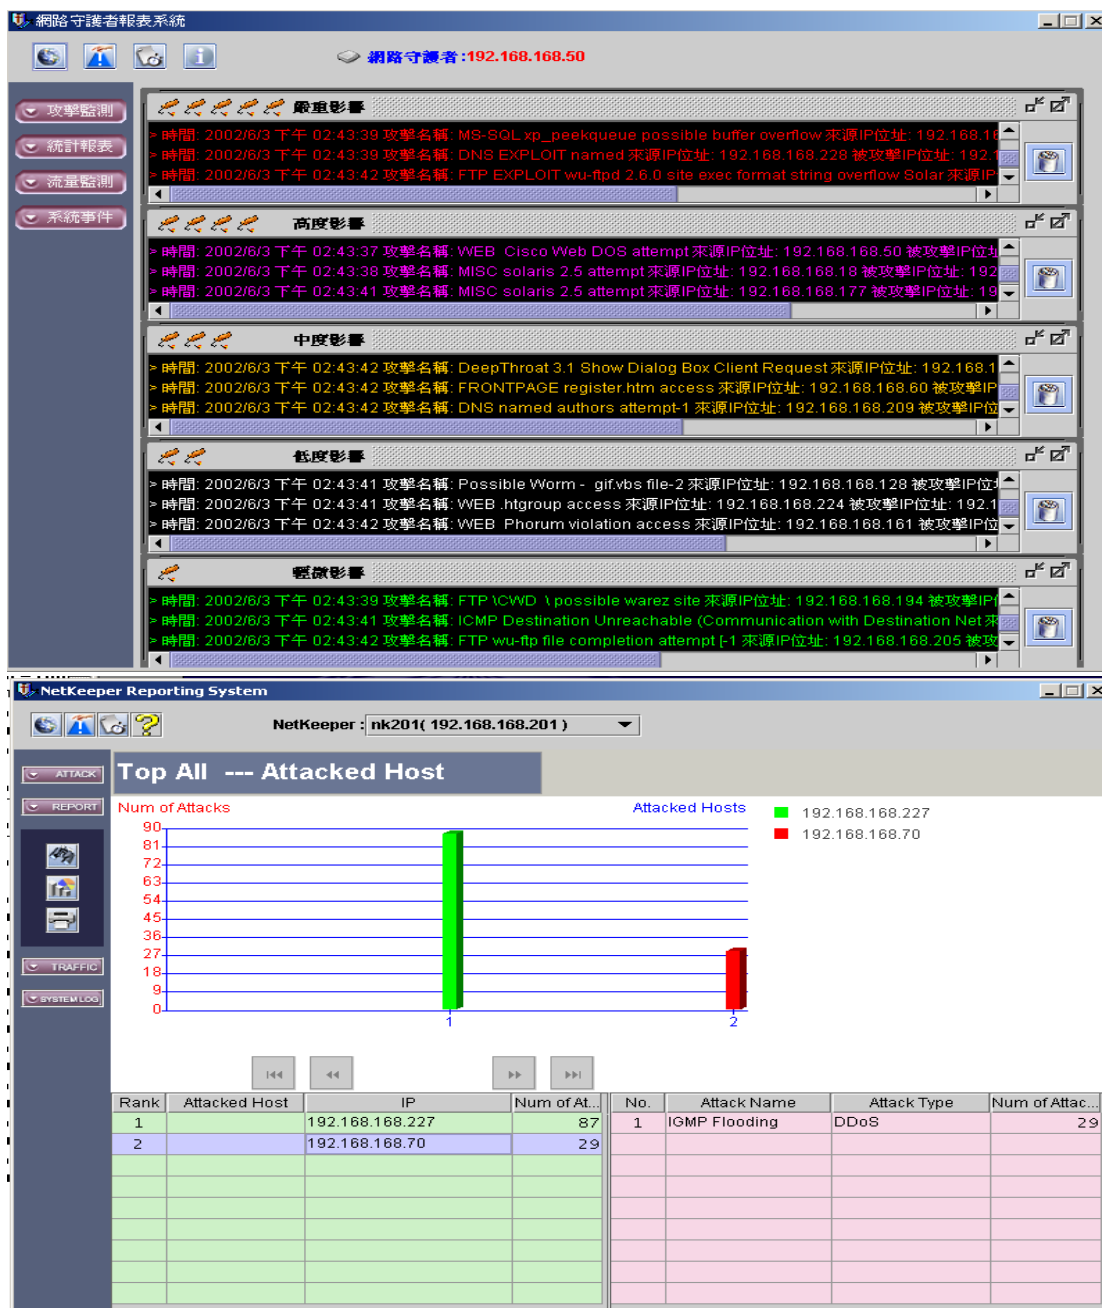 網路守護者報表系統
網路守護者:192.168.168.50
攻擊監測
統計報表
流量監測
系統事件
嚴重影響
> 時間: 2002/6/3 下午 02:43:39 攻擊名稱: MS-SQL xp_peekqueue possible buffer overflow 來源IP位址: 192.168.16
> 時間: 2002/6/3 下午 02:43:39 攻擊名稱: DNS EXPLOIT named 來源IP位址: 192.168.168.228 被攻擊IP位址: 192.1
> 時間: 2002/6/3 下午 02:43:42 攻擊名稱: FTP EXPLOIT wu-ftpd 2.6.0 site exec format string overflow Solar 來源IP
高度影響
> 時間: 2002/6/3 下午 02:43:37 攻擊名稱: WEB Cisco Web DOS attempt 來源IP位址: 192.168.168.50 被攻擊IP位址
> 時間: 2002/6/3 下午 02:43:38 攻擊名稱: MISC solaris 2.5 attempt 來源IP位址: 192.168.168.18 被攻擊IP位址: 192
> 時間: 2002/6/3 下午 02:43:41 攻擊名稱: MISC solaris 2.5 attempt 來源IP位址: 192.168.168.177 被攻擊IP位址: 19
中度影響
> 時間: 2002/6/3 下午 02:43:42 攻擊名稱: DeepThroat 3.1 Show Dialog Box Client Request 來源IP位址: 192.168.1
> 時間: 2002/6/3 下午 02:43:42 攻擊名稱: FRONTPAGE register.htm access 來源IP位址: 192.168.168.60 被攻擊IP
> 時間: 2002/6/3 下午 02:43:42 攻擊名稱: DNS named authors attempt-1 來源IP位址: 192.168.168.209 被攻擊IP位
低度影響
> 時間: 2002/6/3 下午 02:43:41 攻擊名稱: Possible Worm - gif.vbs file-2 來源IP位址: 192.168.168.128 被攻擊IP位
> 時間: 2002/6/3 下午 02:43:41 攻擊名稱: WEB .htgroup access 來源IP位址: 192.168.168.224 被攻擊IP位址: 192.1
> 時間: 2002/6/3 下午 02:43:42 攻擊名稱: WEB Phorum violation access 來源IP位址: 192.168.168.161 被攻擊IP位
輕微影響
> 時間: 2002/6/3 下午 02:43:39 攻擊名稱: FTP \CWD \ possible warez site 來源IP位址: 192.168.168.194 被攻擊IP
> 時間: 2002/6/3 下午 02:43:41 攻擊名稱: ICMP Destination Unreachable (Communication with Destination Net 來
> 時間: 2002/6/3 下午 02:43:42 攻擊名稱: FTP wu-ftp file completion attempt [-1 來源IP位址: 192.168.168.205 被攻
NetKeeper Reporting System
NetKeeper : nk201( 192.168.168.201 )
ATTACK
REPORT
TRAFFIC
SYSTEM LOG
Top All --- Attacked Host
Num of Attacks
Attacked Hosts
192.168.168.227
192.168.168.70
90
81
72
63
54
45
36
27
18
9
0
1
2
Rank Attacked Host IP Num of At... No. Attack Name Attack Type Num of Attac...
1 192.168.168.227 87 1 IGMP Flooding DDoS 29
2 192.168.168.70 29